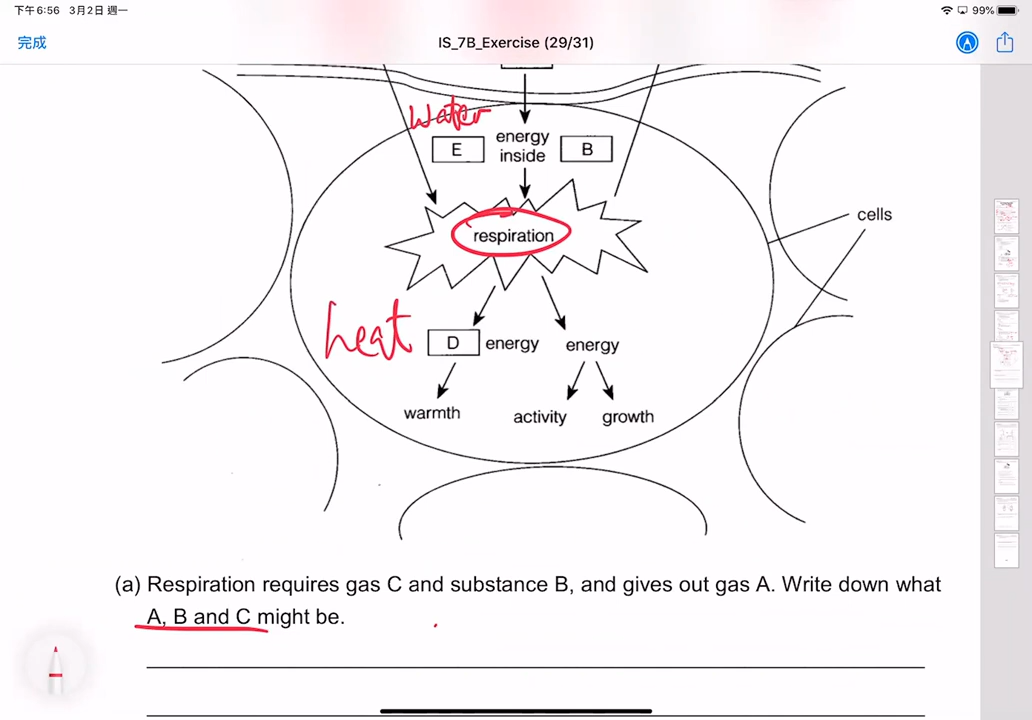 下午6:56 3月2日 週一
99%
完成
IS_7B_Exercise (29/31)
water
E
energy
inside
B
respiration
cells
heat
D
energy
energy
warmth
activity
growth
(a) Respiration requires gas C and substance B, and gives out gas A. Write down what
A, B and C might be.